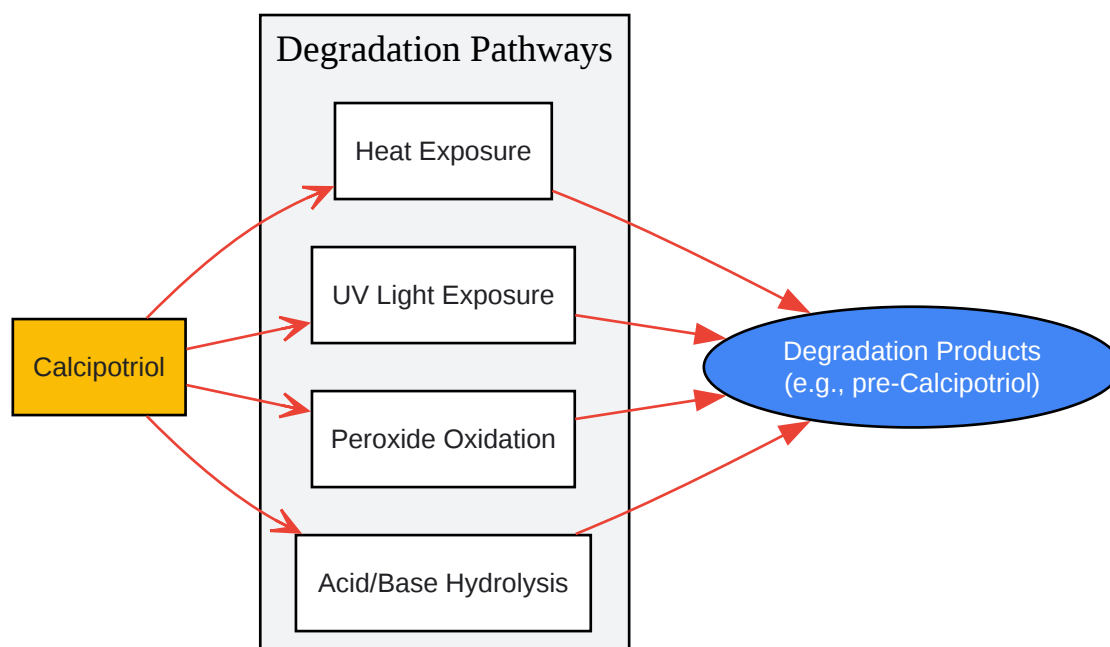 Degradation Pathways
Heat Exposure
UV Light Exposure
Calcipotriol
Degradation Products
(e.g., pre-Calcipotriol)
Peroxide Oxidation
Acid/Base Hydrolysis